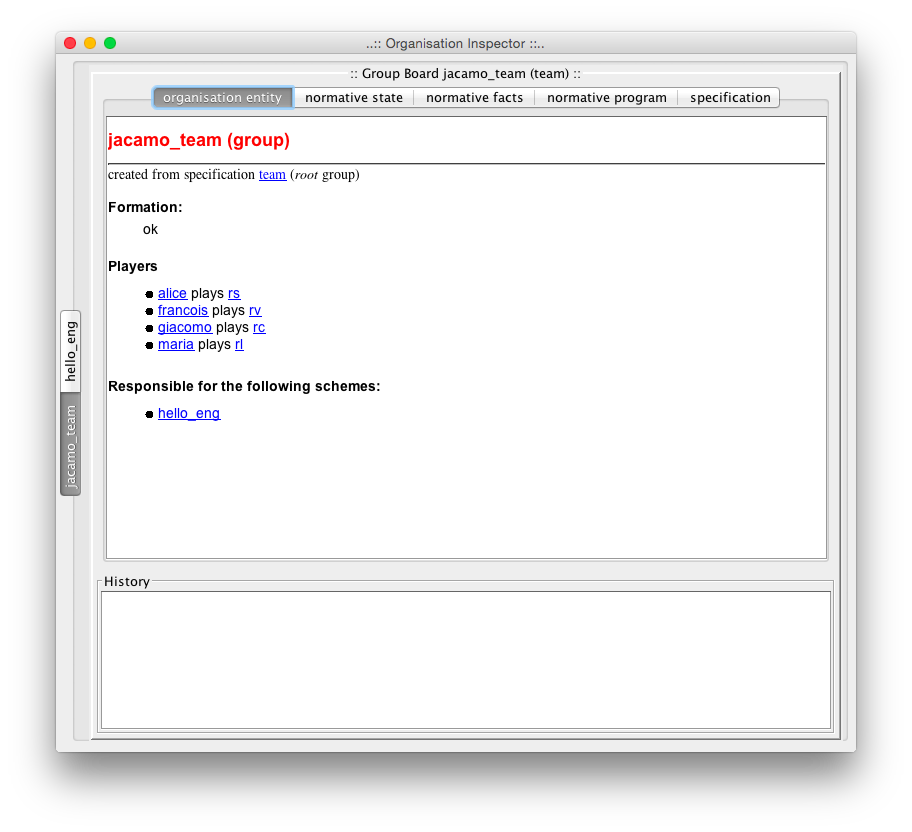 ..:: Organisation Inspector ::..
:: Group Board jacamo_team (team) ::
organisation entity normative state normative facts normative program specification
jacamo_team (group)
created from specification team (root group)
Formation:
ok
Players
alice plays rs
francois plays rv
giacomo plays rc
maria plays rl
Responsible for the following schemes:
hello_eng
hello_eng
jacamo_team
History